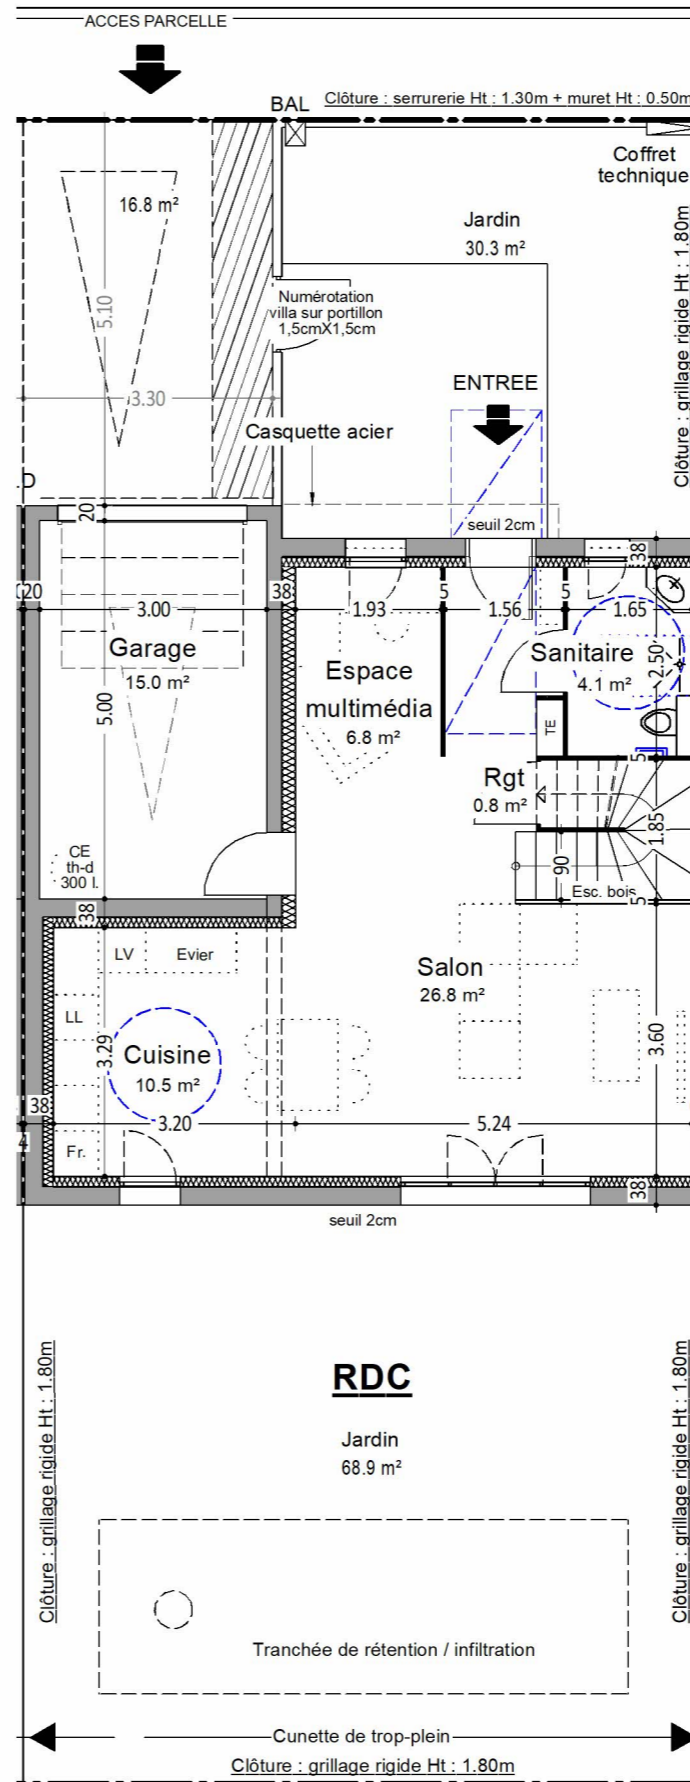 ACCES PARCELLE
BAL
Clôture : serrurerie Ht : 1.30m + muret Ht : 0.50m
Coffret
technique
16.8 m²
Jardin
30.3 m²
Clôture : grillage rigide Ht : 1.80m
5.10
Numérotation
villa sur portillon
1,5cmX1,5cm
3.30
ENTREE
Casquette acier
.D
20
seuil 2cm
38
20
3.00
38
1.93
5
1.56
5
1.65
Garage
15.0 m²
Espace
multimédia
6.8 m²
Sanitaire
4.1 m²
2.50
5.00
TE
5
Rgt
0.8 m²
1.85
CE
th-d
300 l.
90
Esc. bois
5
38
LV
Evier
Salon
26.8 m²
LL
3.29
Cuisine
10.5 m²
3.60
38
3.20
5.24
4
Fr.
38
seuil 2cm
RDC
Clôture : grillage rigide Ht : 1.80m
Jardin
68.9 m²
Clôture : grillage rigide Ht : 1.80m
Tranchée de rétention / infiltration
Cunette de trop-plein
Clôture : grillage rigide Ht : 1.80m